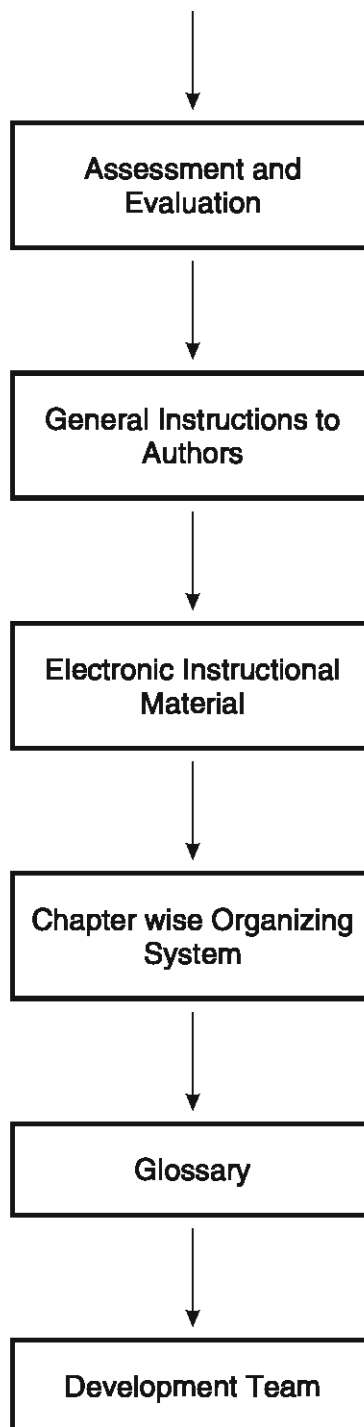 Assessment and
Evaluation
General Instructions to
Authors
Electronic Instructional
Material
Chapter wise Organizing
System
Glossary
Development Team